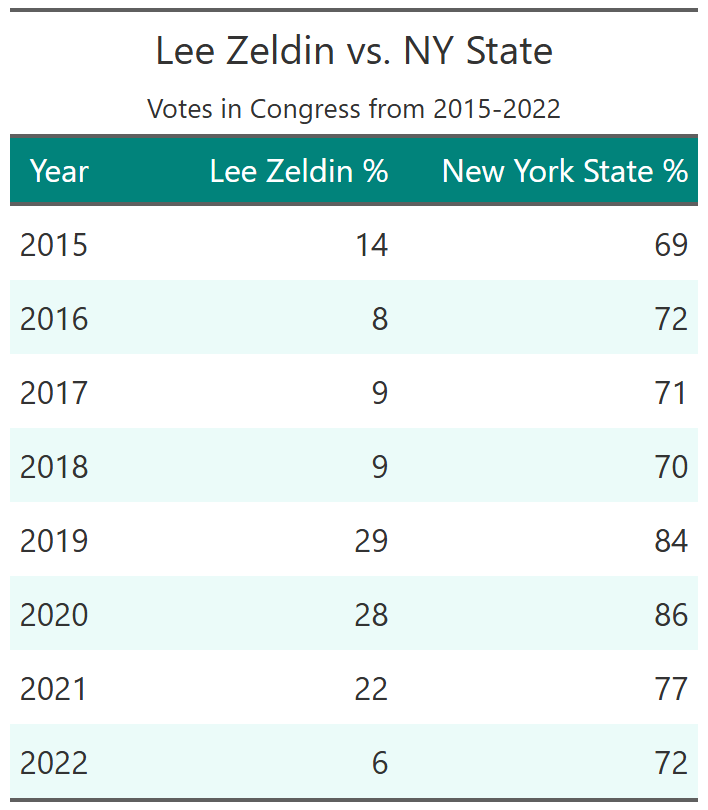 Lee Zeldin vs. NY State
Votes in Congress from 2015-2022
Year Lee Zeldin % New York State %
2015 14 69
2016 8 72
2017 9 71
2018 9 70
2019 29 84
2020 28 86
2021 22 77
2022 6 72